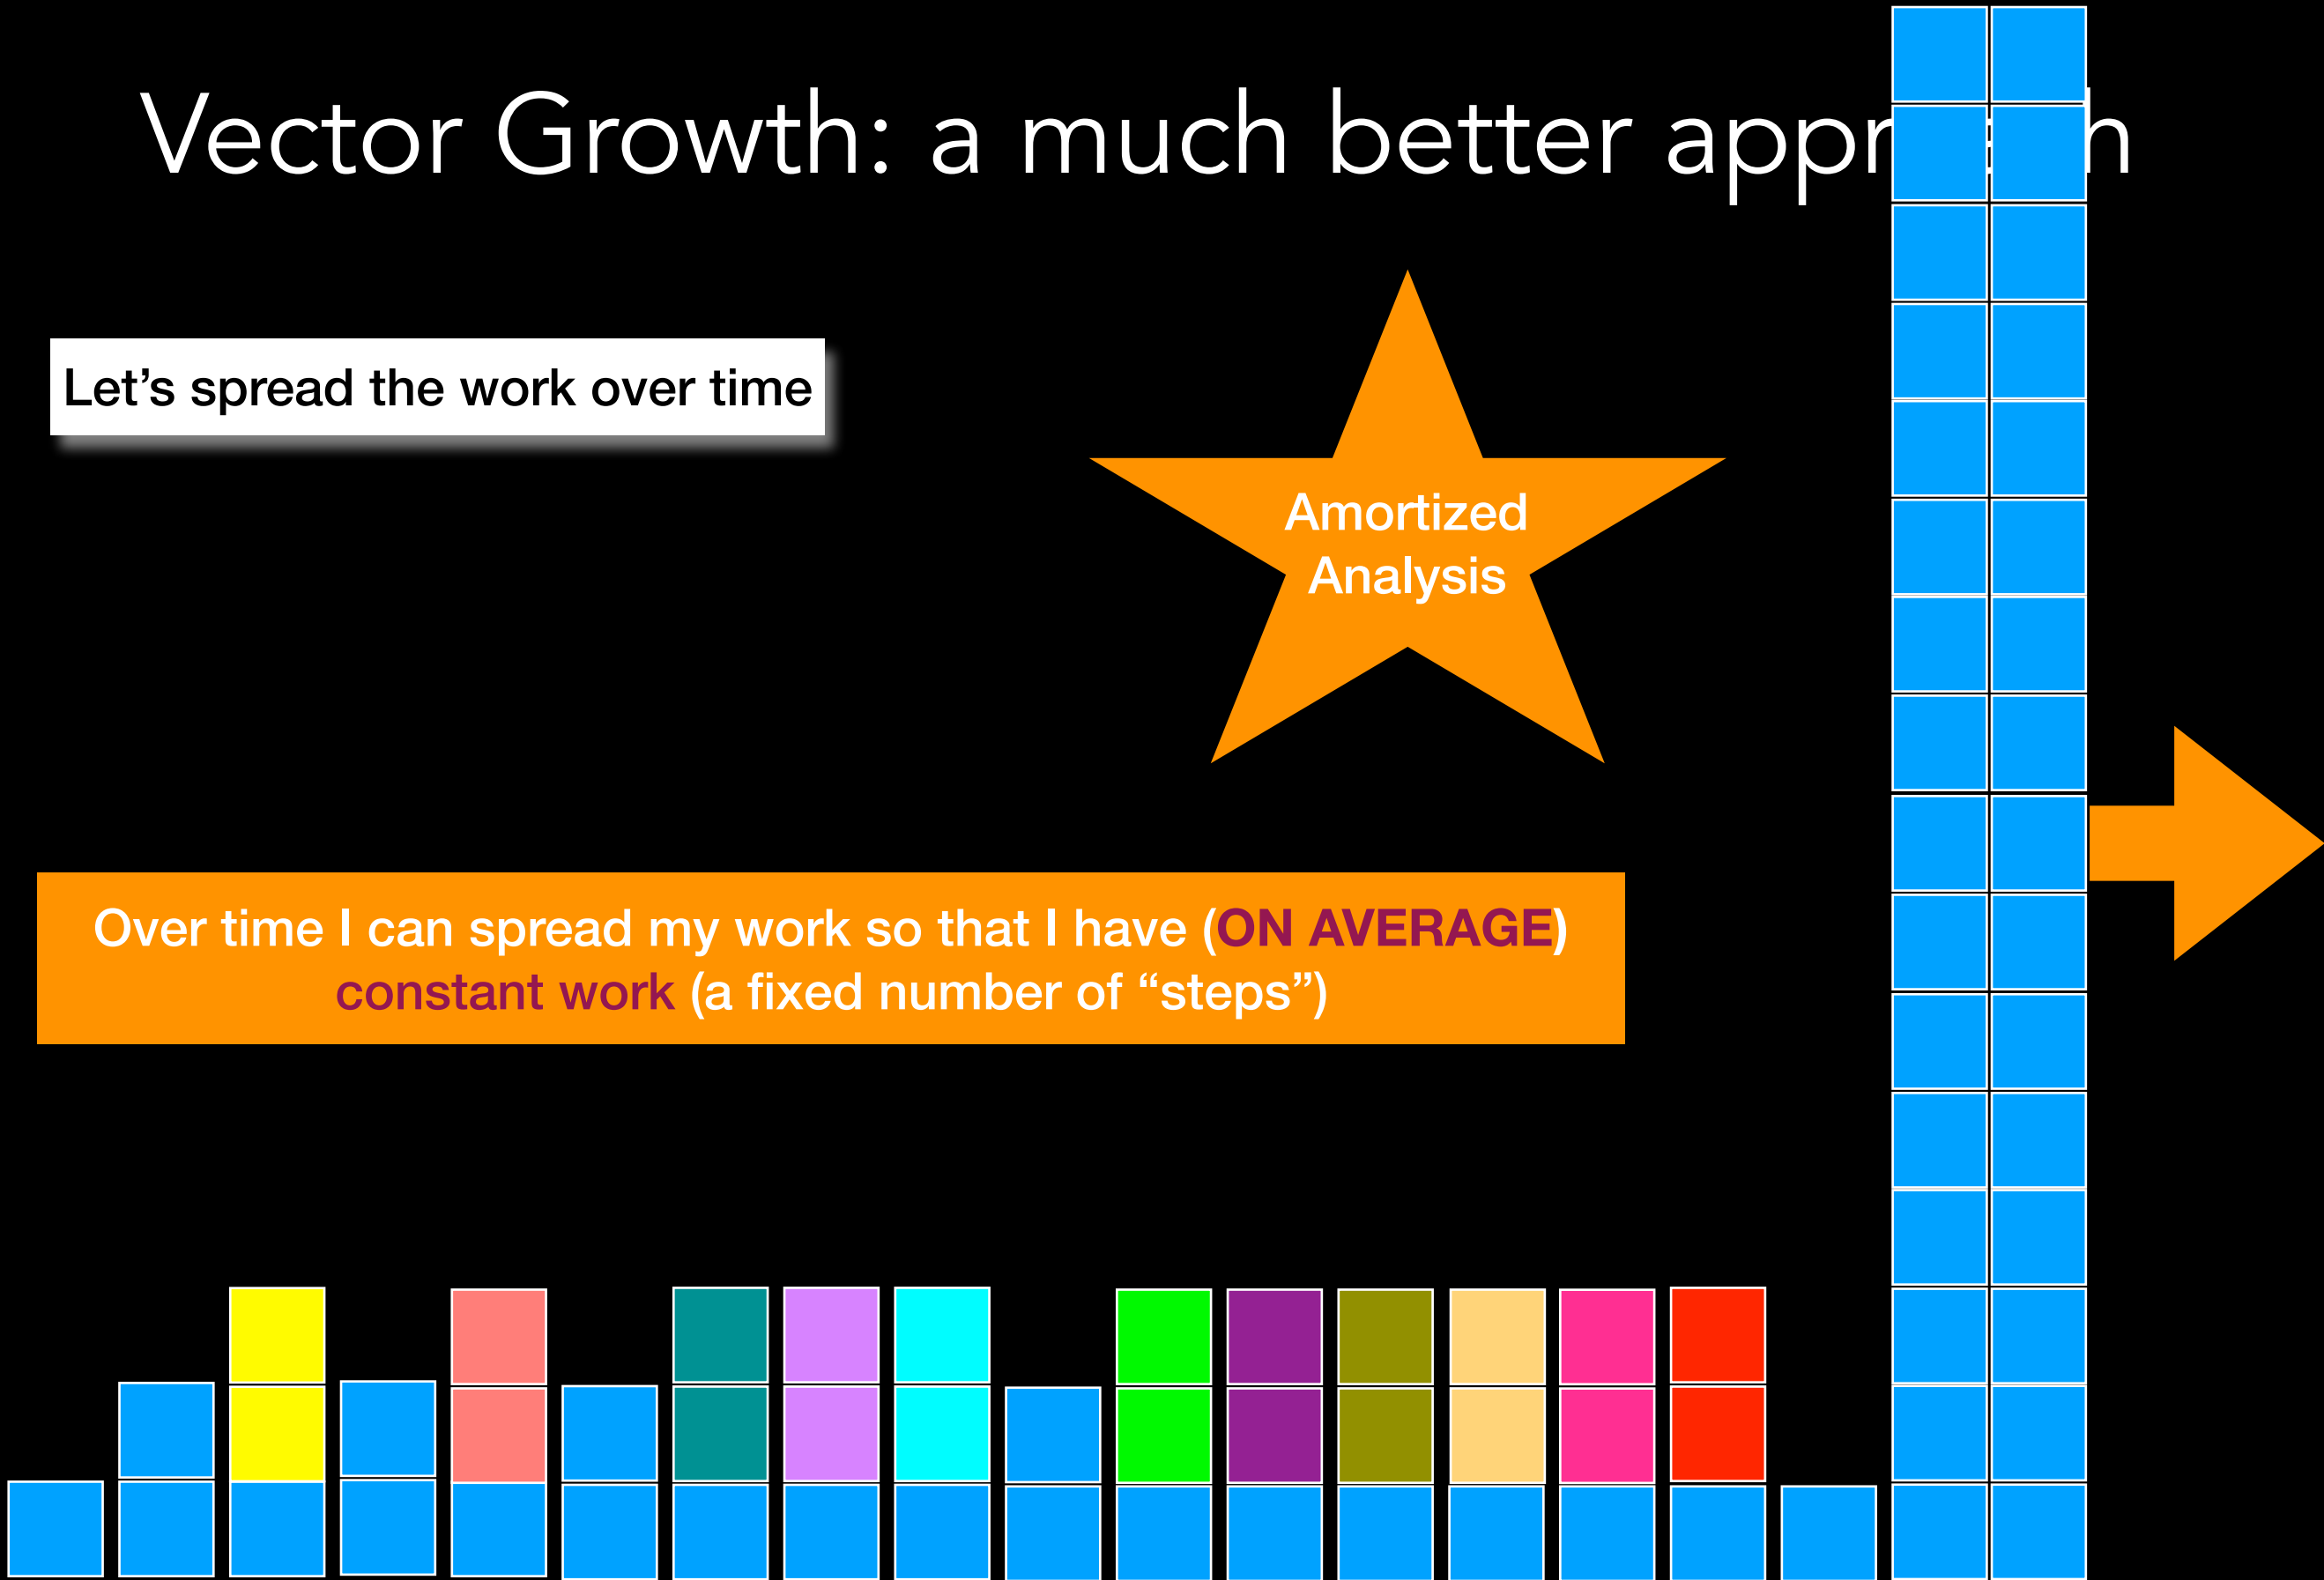 Vector Growth: a much better approach
Let's spread the work over time
Amortized
Analysis
Over time I can spread my work so that I have (ON AVERAGE)
constant work (a fixed number of “steps”)